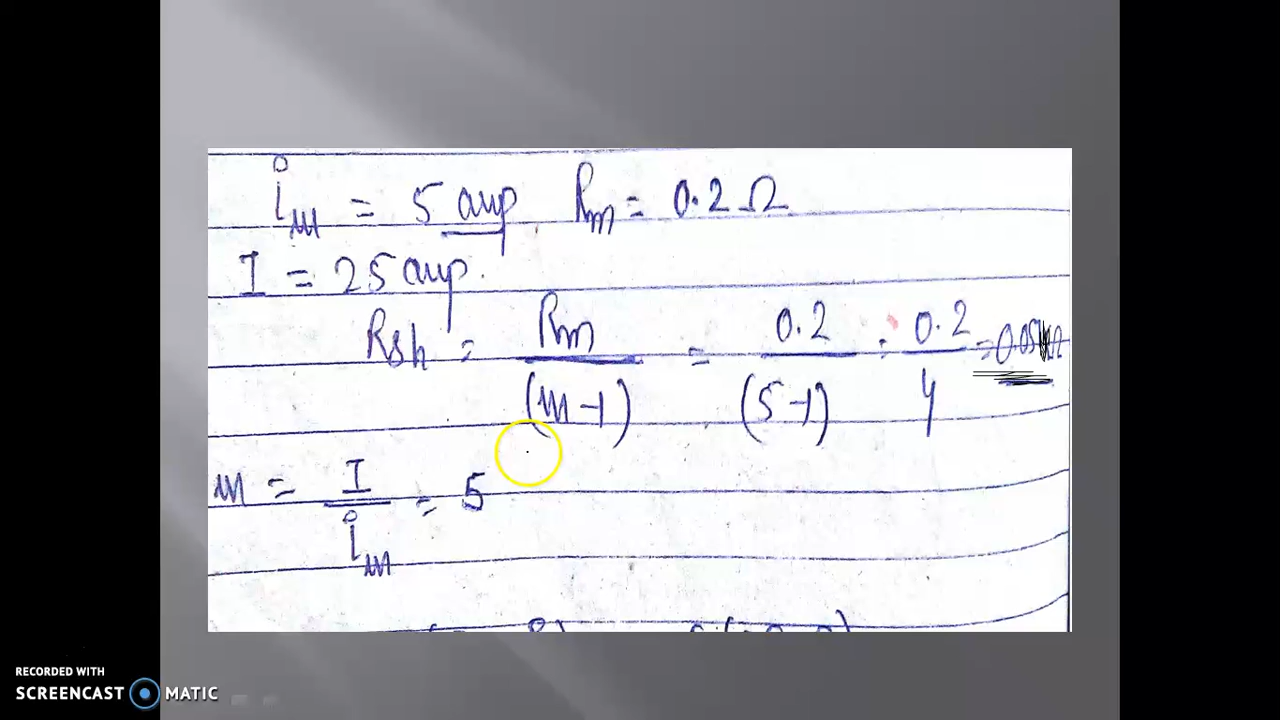 im = 5 amp Rm = 0.2 Ω
I = 25 amp.
Rsh = Rm/(m-1) = 0.2/(5-1) = 0.2/4 = 0.05 Ω
m = I/im = 5
RECORDED WITH
SCREENCAST MATIC